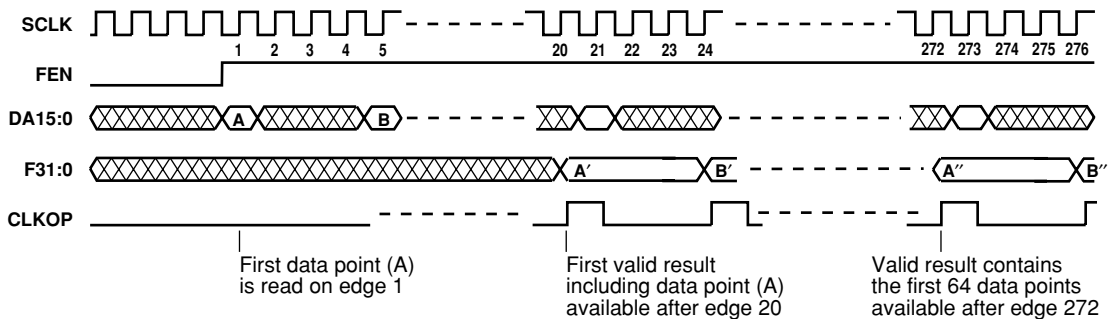 SCLK
1 2 3 4 5 20 21 22 23 24 272 273 274 275 276
FEN
DA15:0 A B
F31:0 A′ B′ A″ B″
CLKOP
First data point (A)
is read on edge 1
First valid result
including data point (A)
available after edge 20
Valid result contains
the first 64 data points
available after edge 272